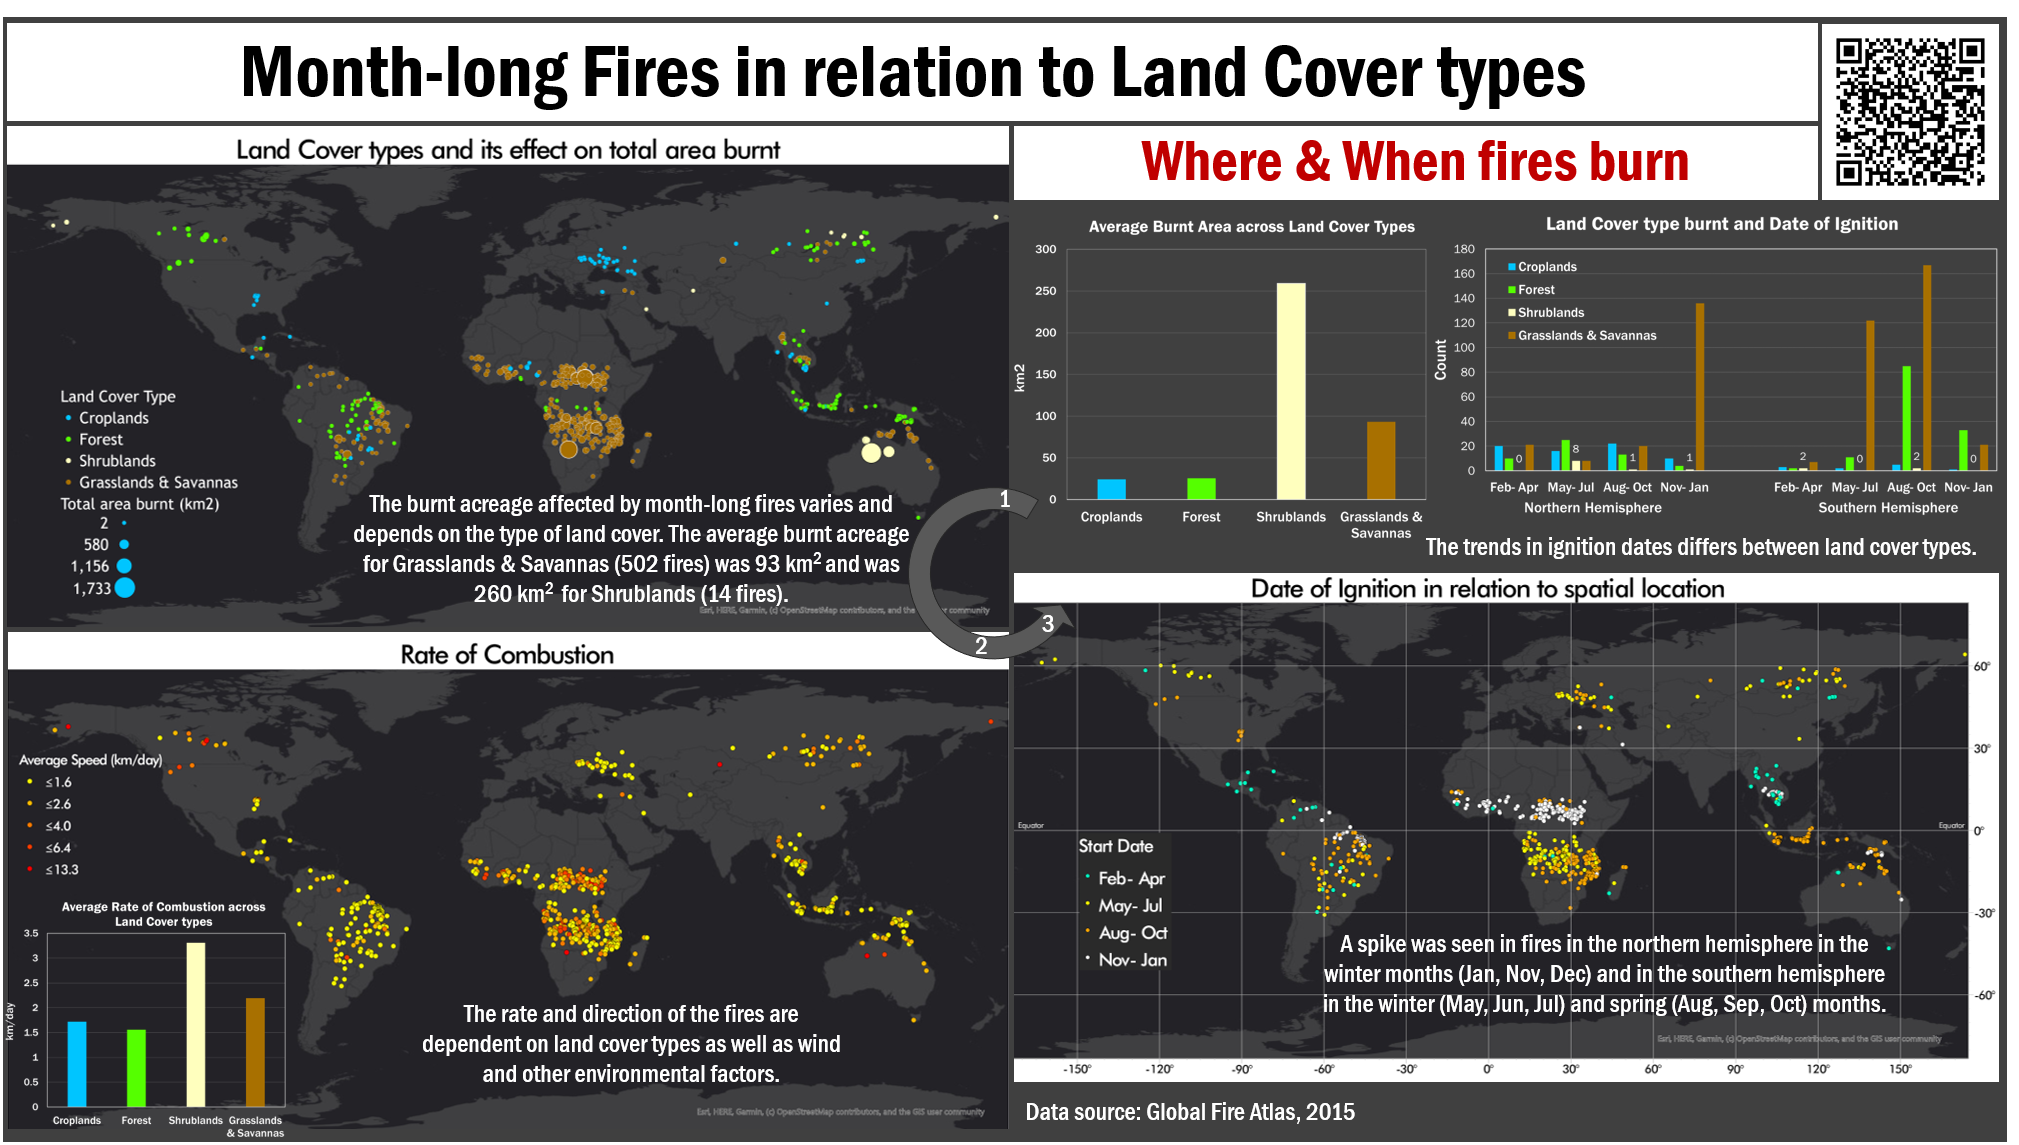 Month-long Fires in relation to Land Cover types
Land Cover types and its effect on total area burnt
Land Cover Type
Croplands
Forest
Shrublands
Grasslands & Savannas
Total area burnt (km2)
2
580
1,156
1,733
The burnt acreage affected by month-long fires varies and
depends on the type of land cover. The average burnt acreage
for Grasslands & Savannas (502 fires) was 93 km² and was
260 km² for Shrublands (14 fires).
Esri, HERE, Garmin, (c) OpenStreetMap contributors, and the
community
1
2
3
Where & When fires burn
Average Burnt Area across Land Cover Types
300
250
200
150
100
50
0
km2
Croplands
Forest
Shrublands
Grasslands &
Savannas
Land Cover type burnt and Date of Ignition
180
160
140
120
100
80
60
40
20
0
Count
Croplands
Forest
Shrublands
Grasslands & Savannas
0
8
1
1
2
0
2
0
Feb- Apr May- Jul Aug- Oct Nov- Jan
Feb- Apr May- Jul Aug- Oct Nov- Jan
Northern Hemisphere
Southern Hemisphere
The trends in ignition dates differs between land cover types.
Rate of Combustion
Average Speed (km/day)
≤1.6
≤2.6
≤4.0
≤6.4
≤13.3
Average Rate of Combustion across
Land Cover types
3.5
3
2.5
2
1.5
1
0.5
0
km/day
Croplands
Forest
Shrublands
Grasslands
& Savannas
The rate and direction of the fires are
dependent on land cover types as well as wind
and other environmental factors.
Esri, HERE, Garmin, (c) OpenStreetMap contributors, and the GIS user community
Date of Ignition in relation to spatial location
60°
30°
Equator
Equator
0°
-30°
-60°
Start Date
Feb- Apr
May- Jul
Aug- Oct
Nov- Jan
A spike was seen in fires in the northern hemisphere in the
winter months (Jan, Nov, Dec) and in the southern hemisphere
in the winter (May, Jun, Jul) and spring (Aug, Sep, Oct) months.
Esri, HERE, Garmin, (c) OpenStreetMap contributors, and the GIS user community
-150° -120° -90° -60° -30° 0° 30° 60° 90° 120° 150°
Data source: Global Fire Atlas, 2015